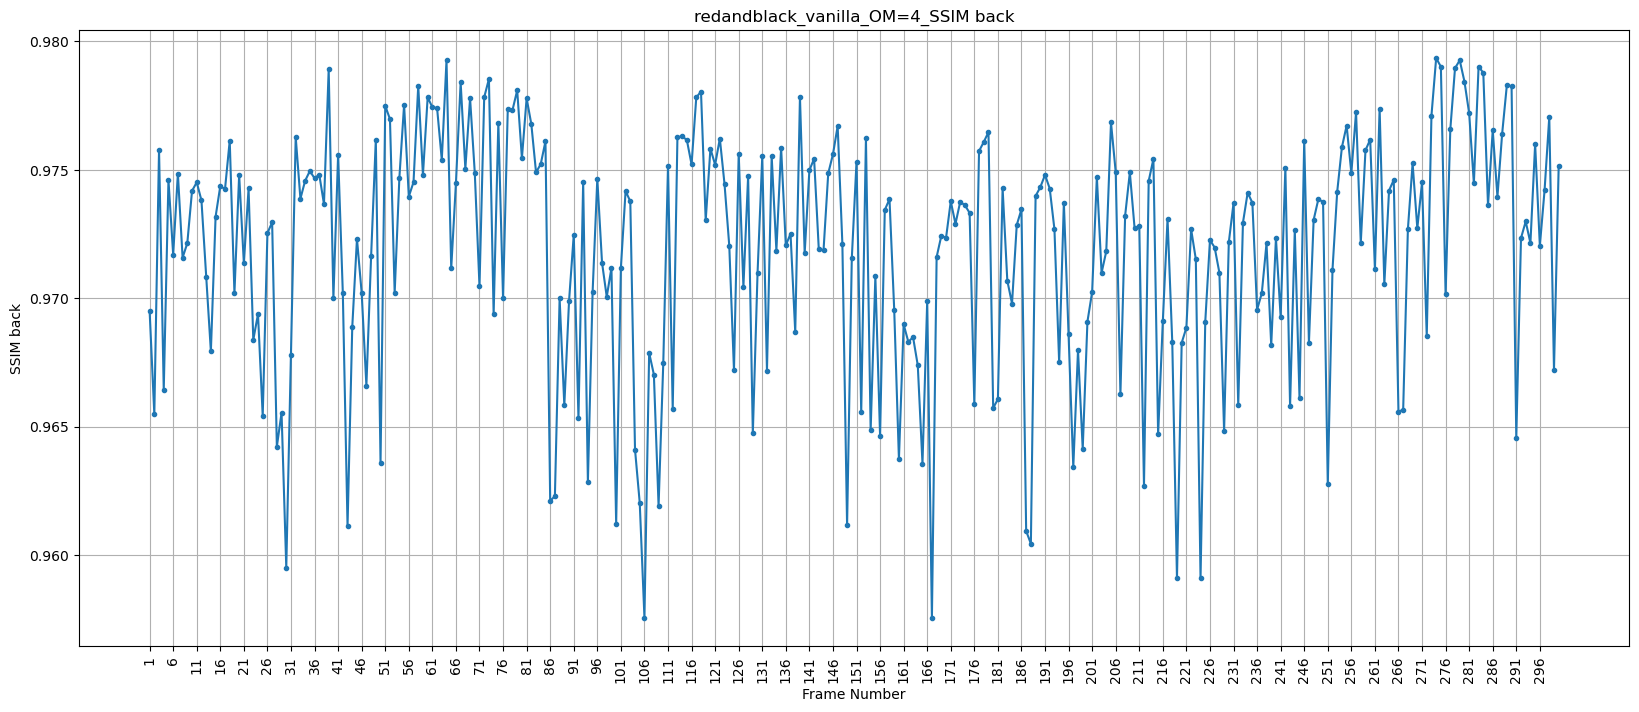 redandblack_vanilla_OM=4_SSIM back
0.980
0.975
0.970
0.965
0.960
SSIM back
1 6 11 16 21 26 31 36 41 46 51 56 61 66 71 76 81 86 91 96 101 106 111 116 121 126 131 136 141 146 151 156 161 166 171 176 181 186 191 196 201 206 211 216 221 226 231 236 241 246 251 256 261 266 271 276 281 286 291 296
Frame Number